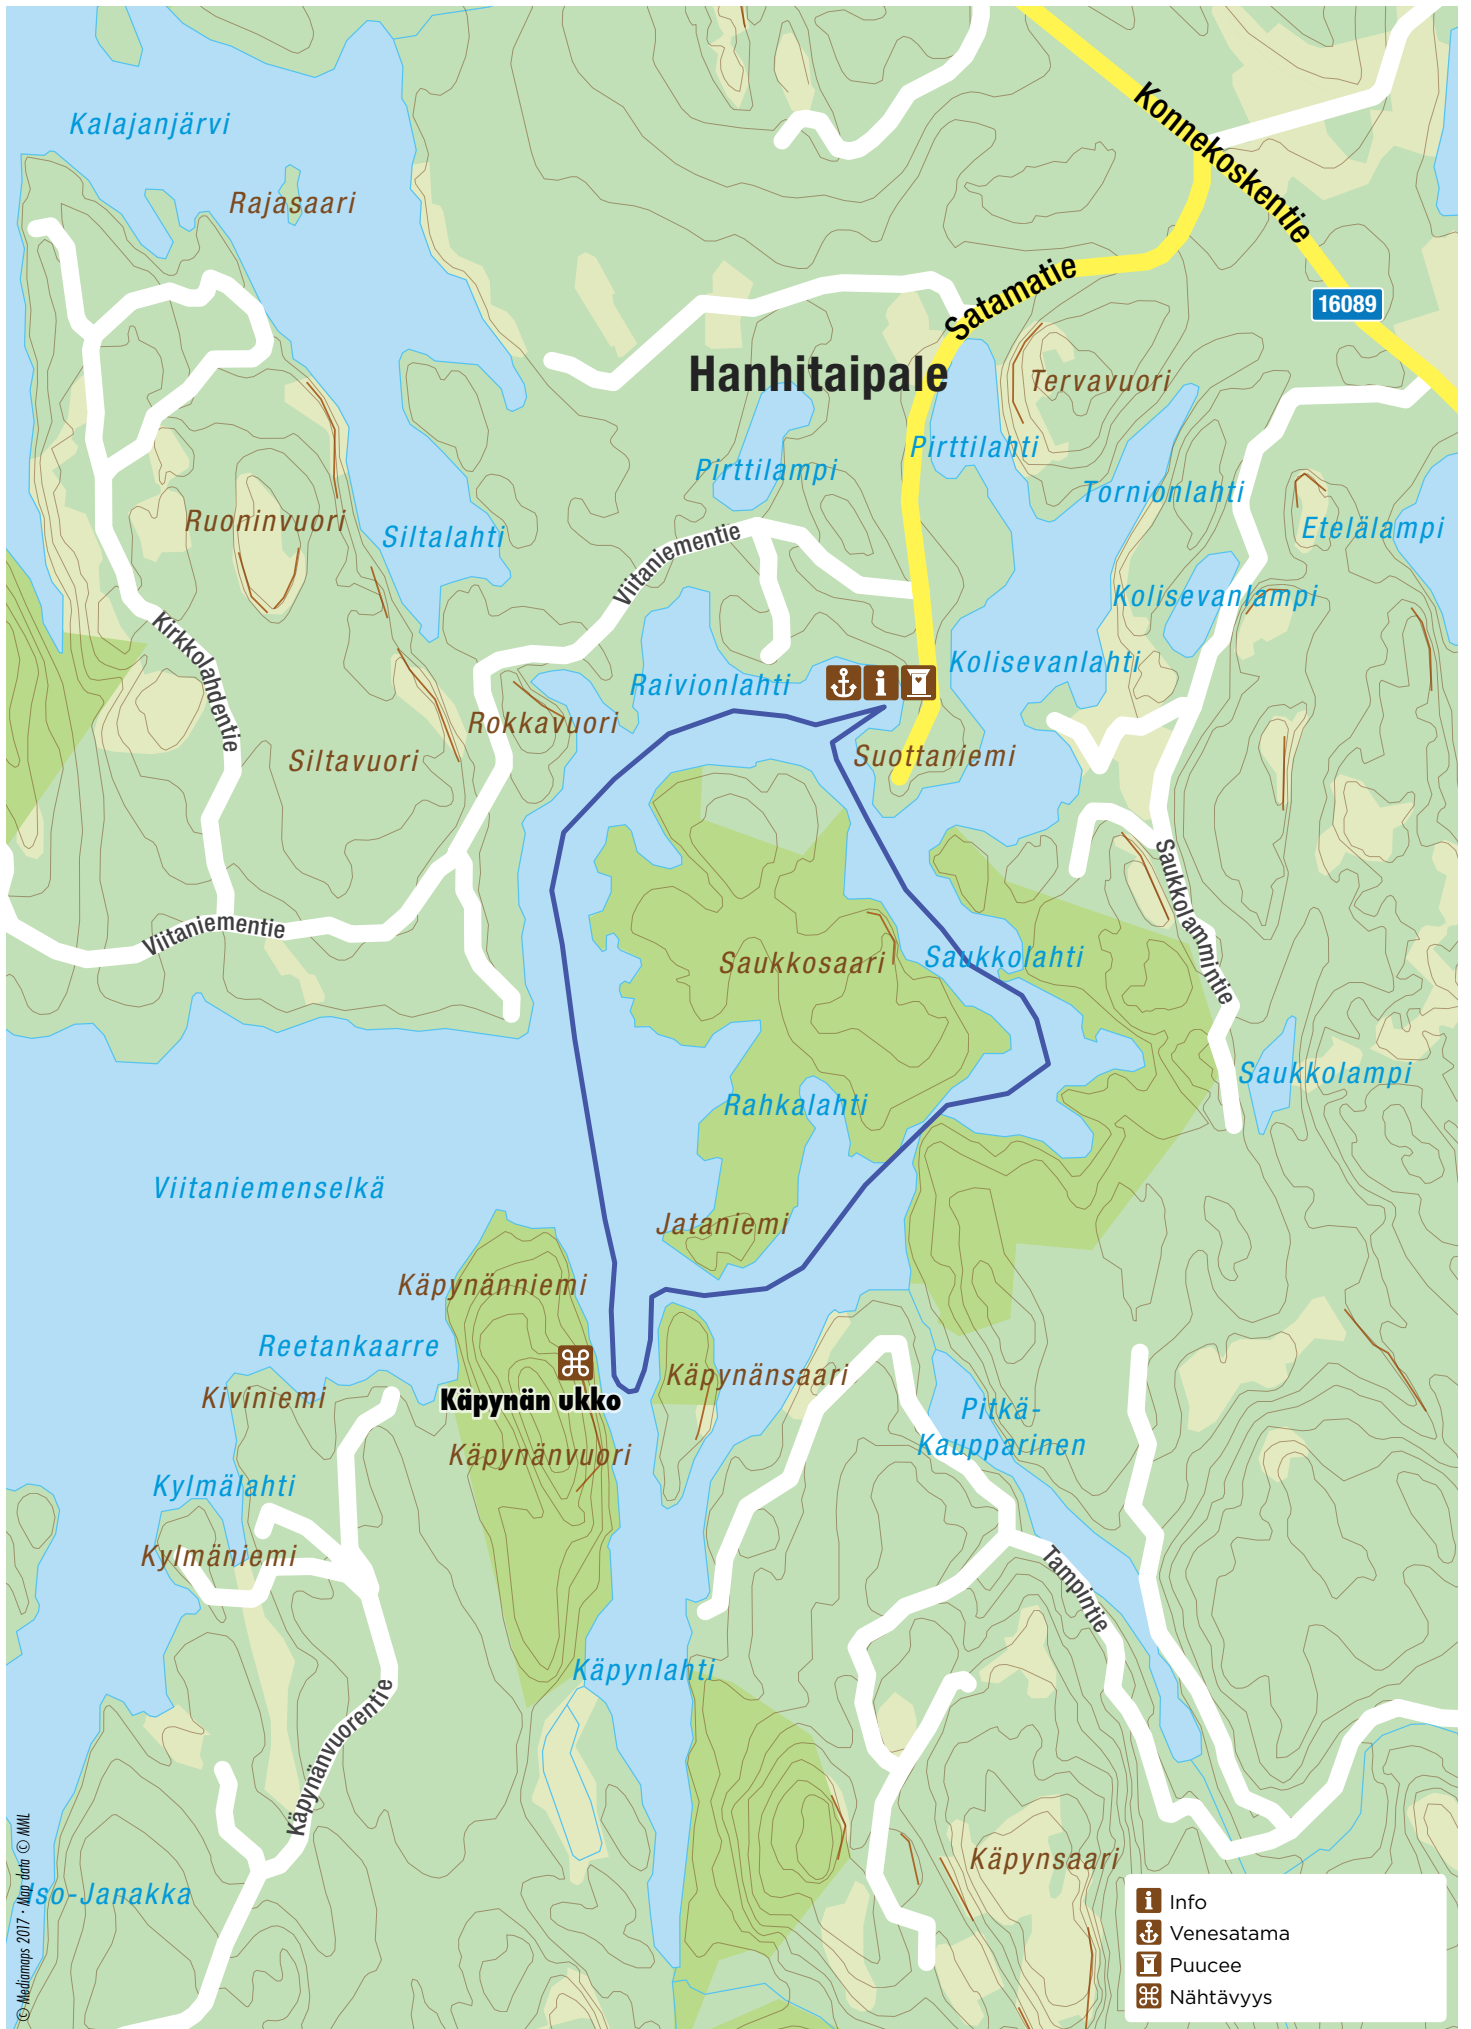 Kalajanjärvi
Konnekoskentie
Rajasaari
Satamatie
16089
Hanhitaipale
Tervavuori
Pirttilahti
Pirttilampi
Tornionlahti
Ruoninvuori
Siltalahti
Etelälampi
Viitaniementie
Kolisevanlampi
Kirkkolahdentie
Kolisevanlahti
Raivionlahti
Rokkavuori
Siltavuori
Suottaniemi
Saukkolammintie
Viitaniementie
Saukkosaari
Saukkolahti
Saukkolampi
Rahkalahti
Viitaniemenselkä
Jataniemi
Käpynänniemi
Reetankaarre
Käpynänsaari
Kiviniemi
Käpynän ukko
Pitkä-
Kaupparinen
Käpynänvuori
Kylmälahti
Kylmäniemi
Tampintie
Käpynlahti
Käpynänvuorentie
Käpynsaari
Iso-Janakka
© Mediamaps 2017 · Map data © MML
Info
Venesatama
Puucee
Nähtävyys